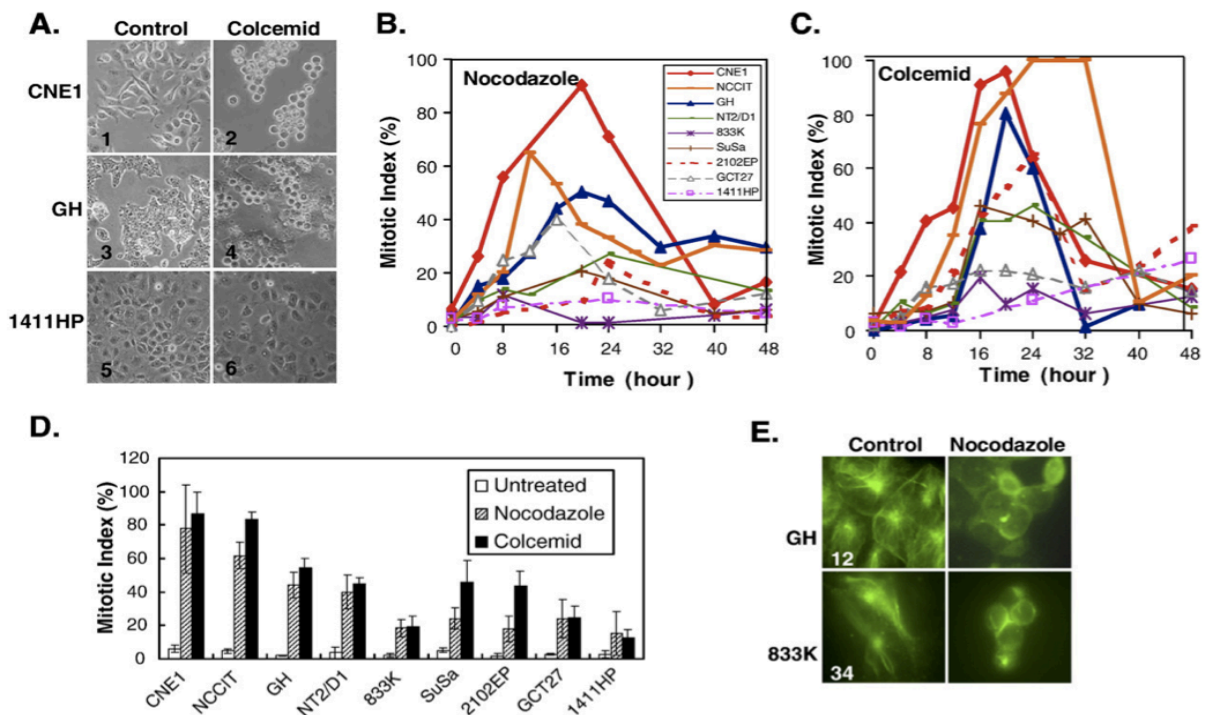 A.
Control Colcemid
CNE1
1 2
GH
3 4
1411HP
5 6
B.
Nocodazole
Mitotic Index (%)
100
80
60
40
20
0
0 8 16 24 32 40 48
Time (hour )
CNE1
NCCIT
GH
NT2/D1
833K
SuSa
2102EP
GCT27
1411HP
C.
Colcemid
Mitotic Index (%)
100
80
60
40
20
0
0 8 16 24 32 40 48
Time (hour )
D.
Mitotic Index (%)
120
100
80
60
40
20
0
Untreated
Nocodazole
Colcemid
CNE1 NCCIT GH NT2/D1 833K SuSa 2102EP GCT27 1411HP
E.
Control Nocodazole
GH
12
833K
34